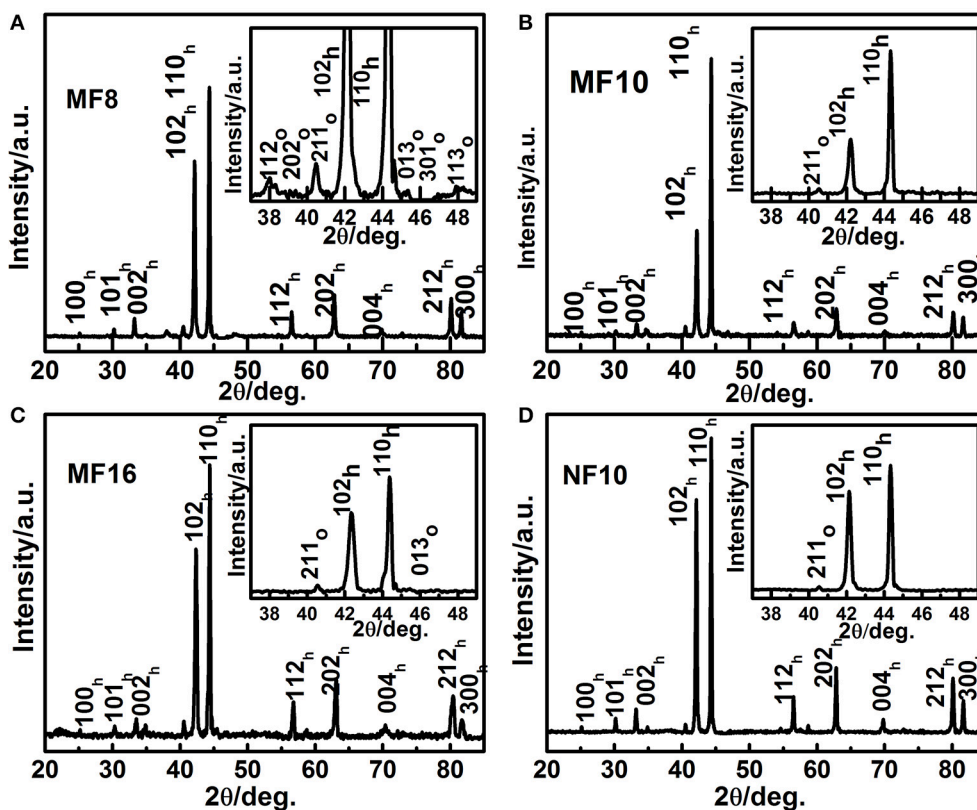 A
MF8
Intensity/a.u.
100h 101h 002h 102h 110h 112h 202h 004h 212h 300h
20 30 40 50 60 70 80
2θ/deg.
Intensity/a.u.
112o 202o 211o 102h 110h 013o 301o 113o
38 40 42 44 46 48
2θ/deg.
B
MF10
Intensity/a.u.
100h 101h 002h 102h 110h 112h 202h 004h 212h 300h
20 30 40 50 60 70 80
2θ/deg.
Intensity/a.u.
211o 102h 110h
38 40 42 44 46 48
2θ/deg.
C
MF16
Intensity/a.u.
100h 101h 002h 102h 110h 112h 202h 004h 212h 300h
20 30 40 50 60 70 80
2θ/deg.
Intensity/a.u.
211o 102h 110h 013o
38 40 42 44 46 48
2θ/deg.
D
NF10
Intensity/a.u.
100h 101h 002h 102h 110h 112h 202h 004h 212h 300h
20 30 40 50 60 70 80
2θ/deg.
Intensity/a.u.
211o 102h 110h
38 40 42 44 46 48
2θ/deg.